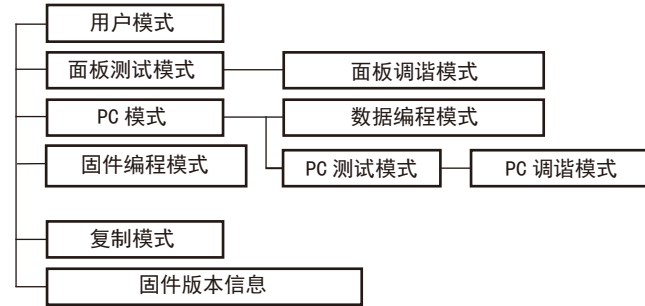 用户模式
面板测试模式 面板调谐模式
PC 模式 数据编程模式
固件编程模式 PC 测试模式 PC 调谐模式
复制模式
固件版本信息